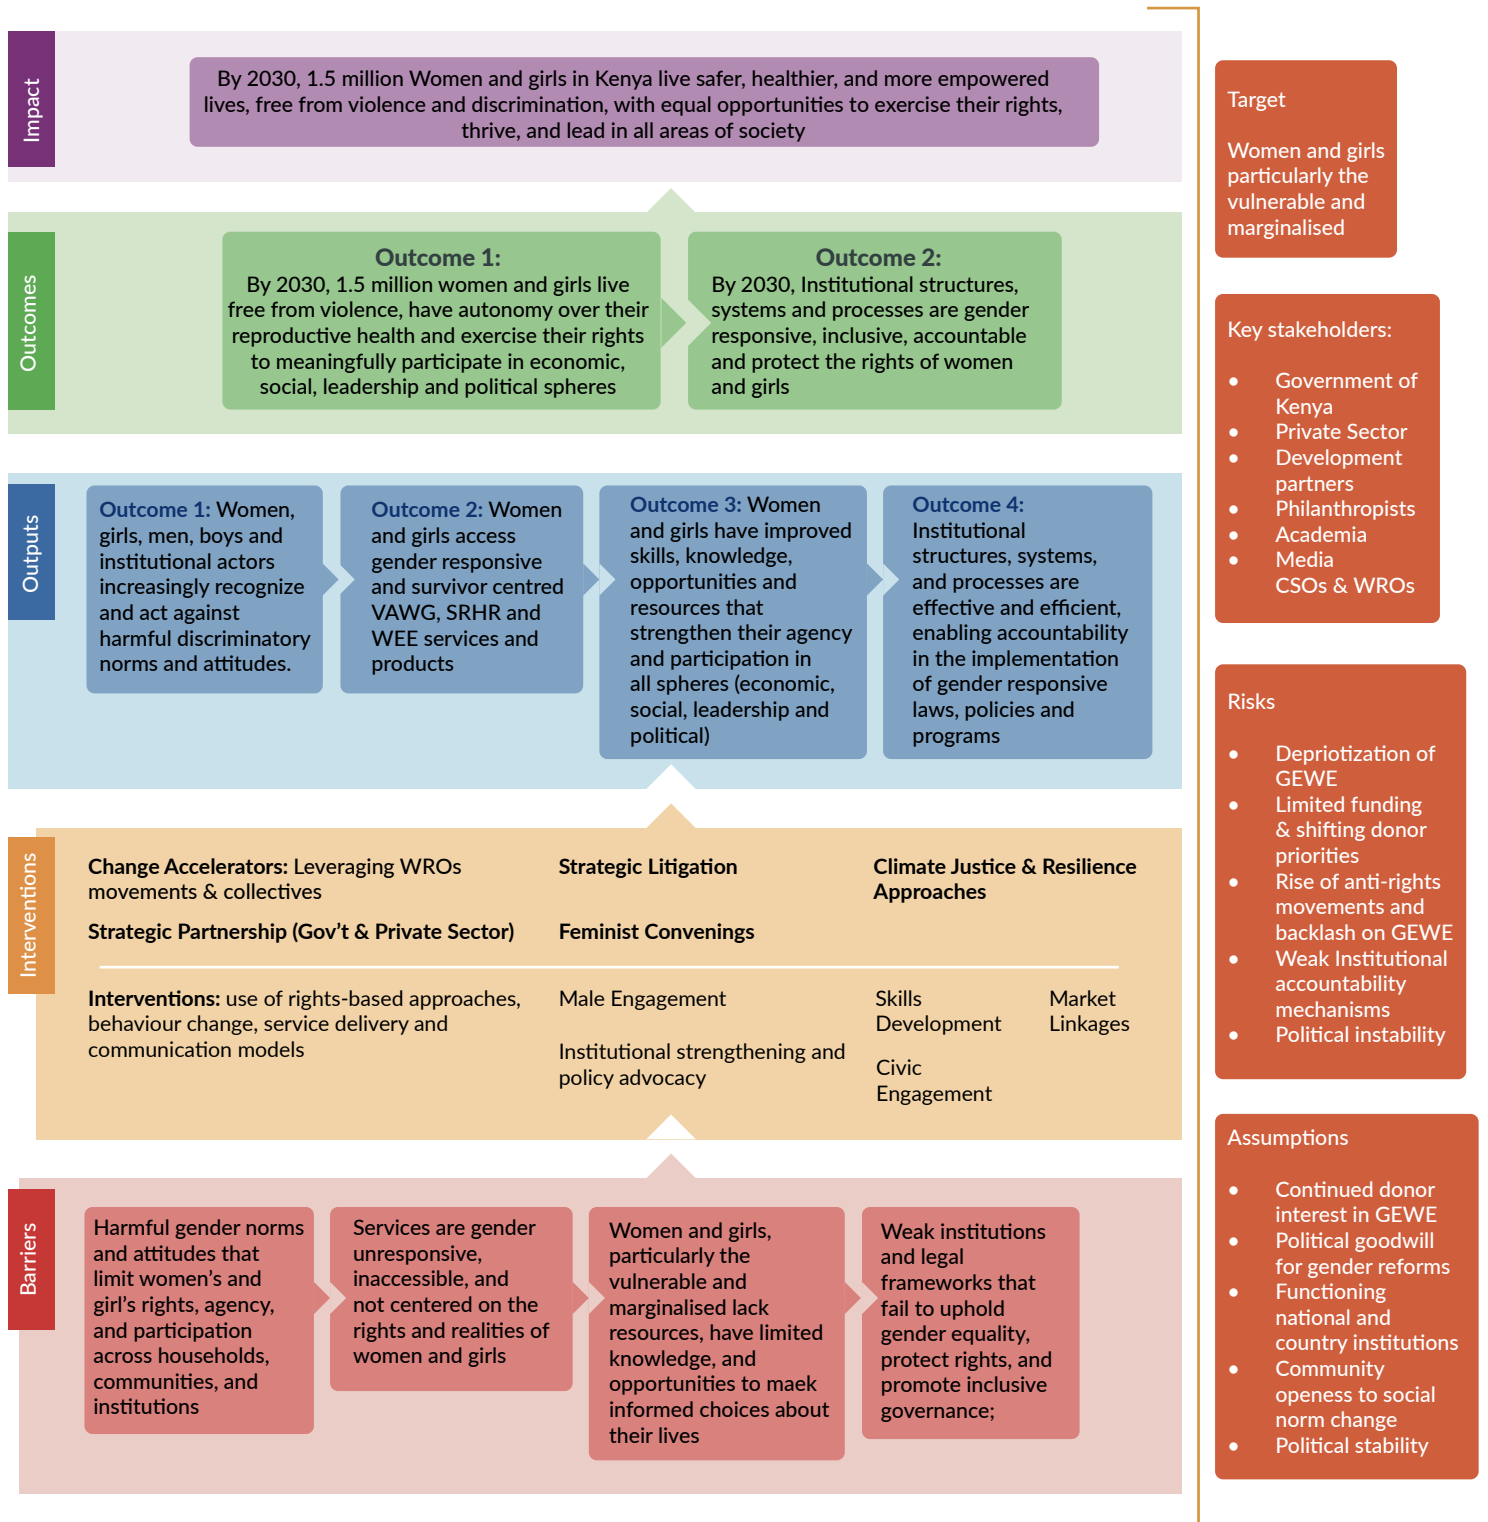 Impact
By 2030, 1.5 million Women and girls in Kenya live safer, healthier, and more empowered
lives, free from violence and discrimination, with equal opportunities to exercise their rights,
thrive, and lead in all areas of society
Outcomes
Outcome 1:
By 2030, 1.5 million women and girls live
free from violence, have autonomy over their
reproductive health and exercise their rights
to meaningfully participate in economic,
social, leadership and political spheres
Outcome 2:
By 2030, Institutional structures,
systems and processes are gender
responsive, inclusive, accountable
and protect the rights of women
and girls
Outputs
Outcome 1: Women,
girls, men, boys and
institutional actors
increasingly recognize
and act against
harmful discriminatory
norms and attitudes.
Outcome 2: Women
and girls access
gender responsive
and survivor centred
VAWG, SRHR and
WEE services and
products
Outcome 3: Women
and girls have improved
skills, knowledge,
opportunities and
resources that
strengthen their agency
and participation in
all spheres (economic,
social, leadership and
political)
Outcome 4:
Institutional
structures, systems,
and processes are
effective and efficient,
enabling accountability
in the implementation
of gender responsive
laws, policies and
programs
Interventions
Change Accelerators: Leveraging WROs
movements & collectives
Strategic Partnership (Gov't & Private Sector)
Strategic Litigation
Feminist Convenings
Climate Justice & Resilience
Approaches
Interventions: use of rights-based approaches,
behaviour change, service delivery and
communication models
Male Engagement
Institutional strengthening and
policy advocacy
Skills
Development
Civic
Engagement
Market
Linkages
Barriers
Harmful gender norms
and attitudes that
limit women's and
girl's rights, agency,
and participation
across households,
communities, and
institutions
Services are gender
unresponsive,
inaccessible, and
not centered on the
rights and realities of
women and girls
Women and girls,
particularly the
vulnerable and
marginalised lack
resources, have limited
knowledge, and
opportunities to maek
informed choices about
their lives
Weak institutions
and legal
frameworks that
fail to uphold
gender equality,
protect rights, and
promote inclusive
governance;
Target
Women and girls
particularly the
vulnerable and
marginalised
Key stakeholders:
• Government of
Kenya
• Private Sector
• Development
partners
• Philanthropists
• Academia
• Media
CSOs & WROs
Risks
• Depriotization of
GEWE
• Limited funding
& shifting donor
priorities
• Rise of anti-rights
movements and
backlash on GEWE
• Weak Institutional
accountability
mechanisms
• Political instability
Assumptions
• Continued donor
interest in GEWE
• Political goodwill
for gender reforms
• Functioning
national and
country institutions
• Community
openess to social
norm change
• Political stability